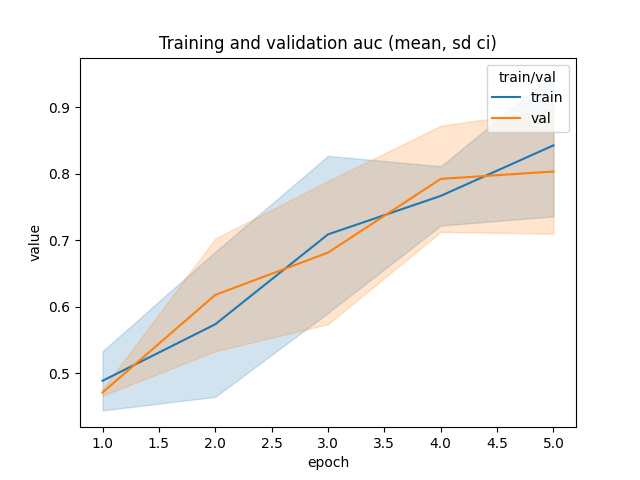 Training and validation auc (mean, sd ci)
train/val
train
val
value
0.9
0.8
0.7
0.6
0.5
1.0 1.5 2.0 2.5 3.0 3.5 4.0 4.5 5.0
epoch